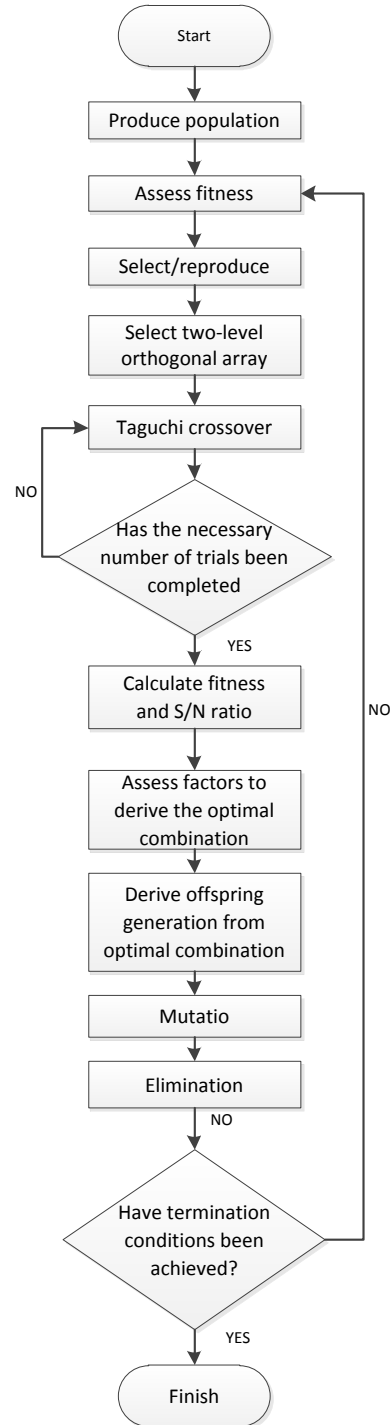 Start
Produce population
Assess fitness
Select/reproduce
Select two-level
orthogonal array
Taguchi crossover
NO
Has the necessary
number of trials been
completed
YES
Calculate fitness
and S/N ratio
NO
Assess factors to
derive the optimal
combination
Derive offspring
generation from
optimal combination
Mutatio
Elimination
NO
Have termination
conditions been
achieved?
YES
Finish